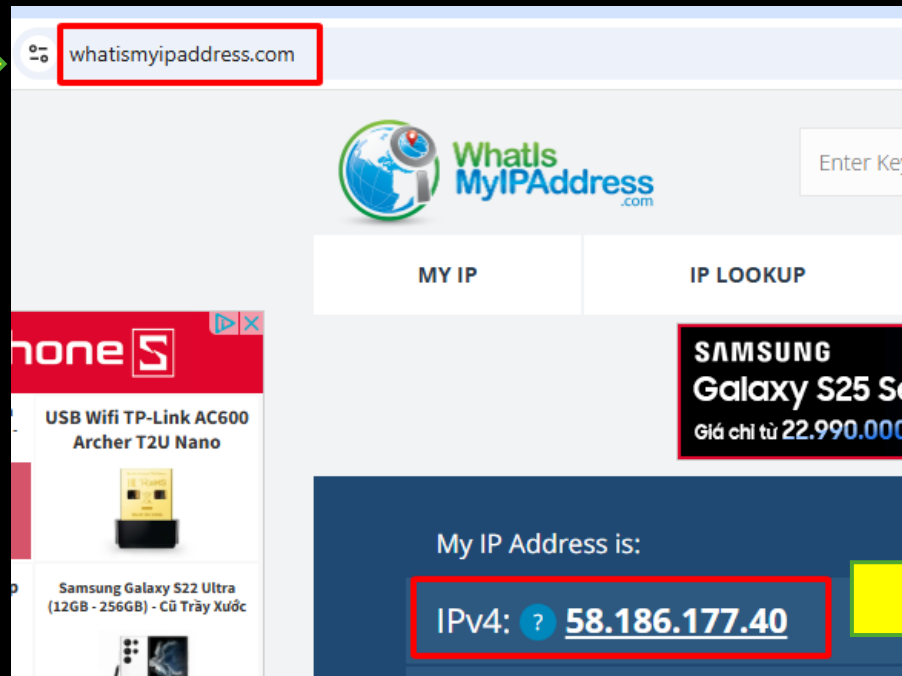 whatismyipaddress.com
WhatIs
MyIPAddress
.com
Enter Ke
MY IP
IP LOOKUP
hone S
USB Wifi TP-Link AC600
Archer T2U Nano
SAMSUNG
Galaxy S25 Se
Giá chỉ từ 22.990.000
Samsung Galaxy S22 Ultra
(12GB - 256GB) - Cũ Trầy Xước
My IP Address is:
IPv4: ? 58.186.177.40